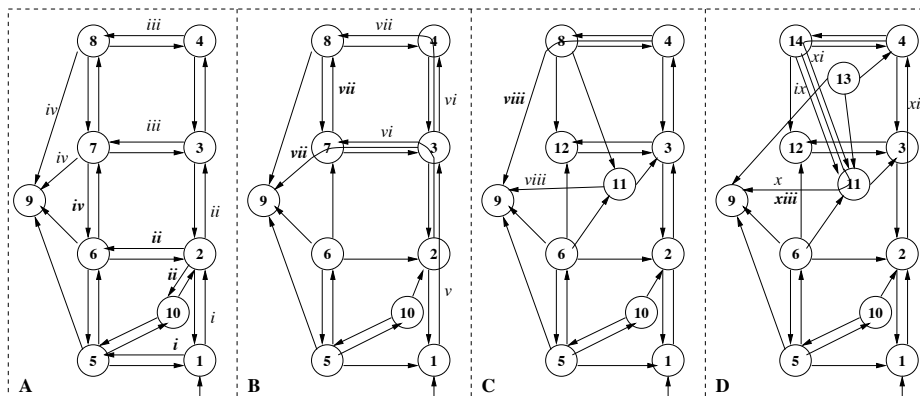 iii vii
8 4 8 4 8 4 14 4
xi
ix 13
iv vii vi viii xi
iii vi
iv 7 3 vii 7 3 12 3 12 3
viii 11 x 11
9 iv 9 9 9 xiii
ii
ii
6 2 6 2 6 2 6 2
ii
10 i 10 v 10 10
i
5 1 5 1 5 1 5 1
A B C D